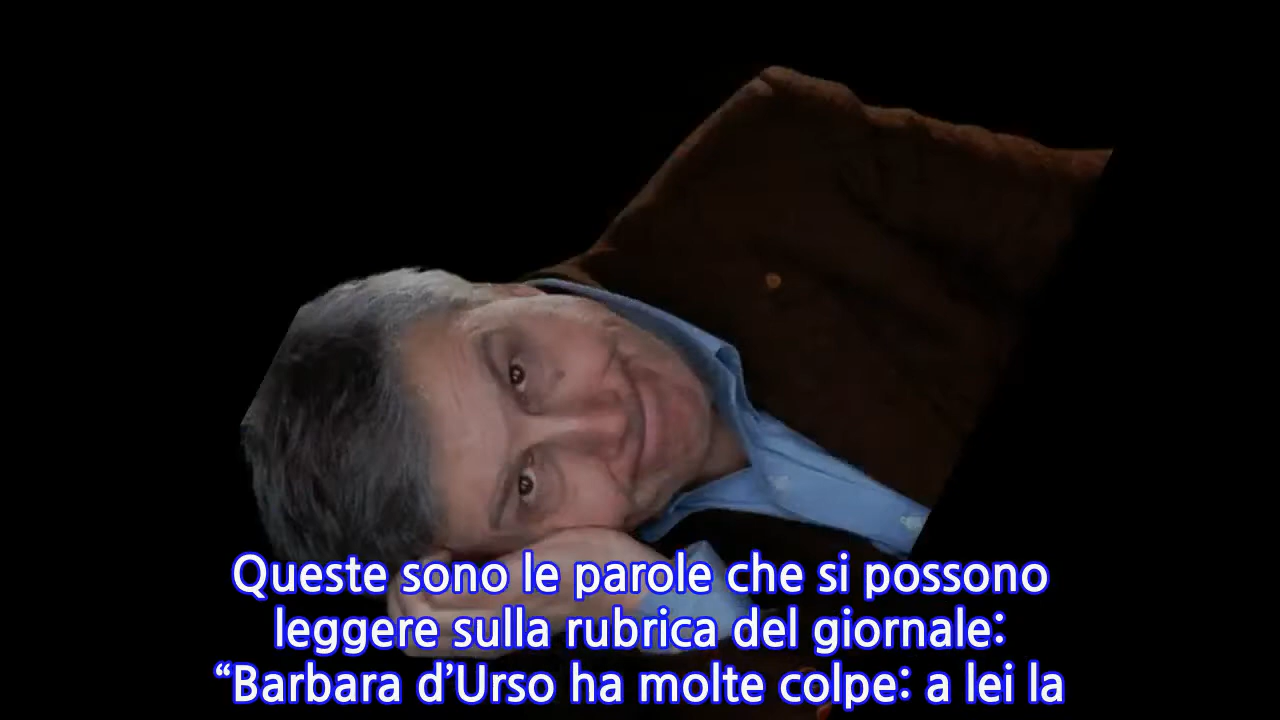 Queste sono le parole che si possono
leggere sulla rubrica del giornale:
“Barbara d’Urso ha molte colpe: a lei la